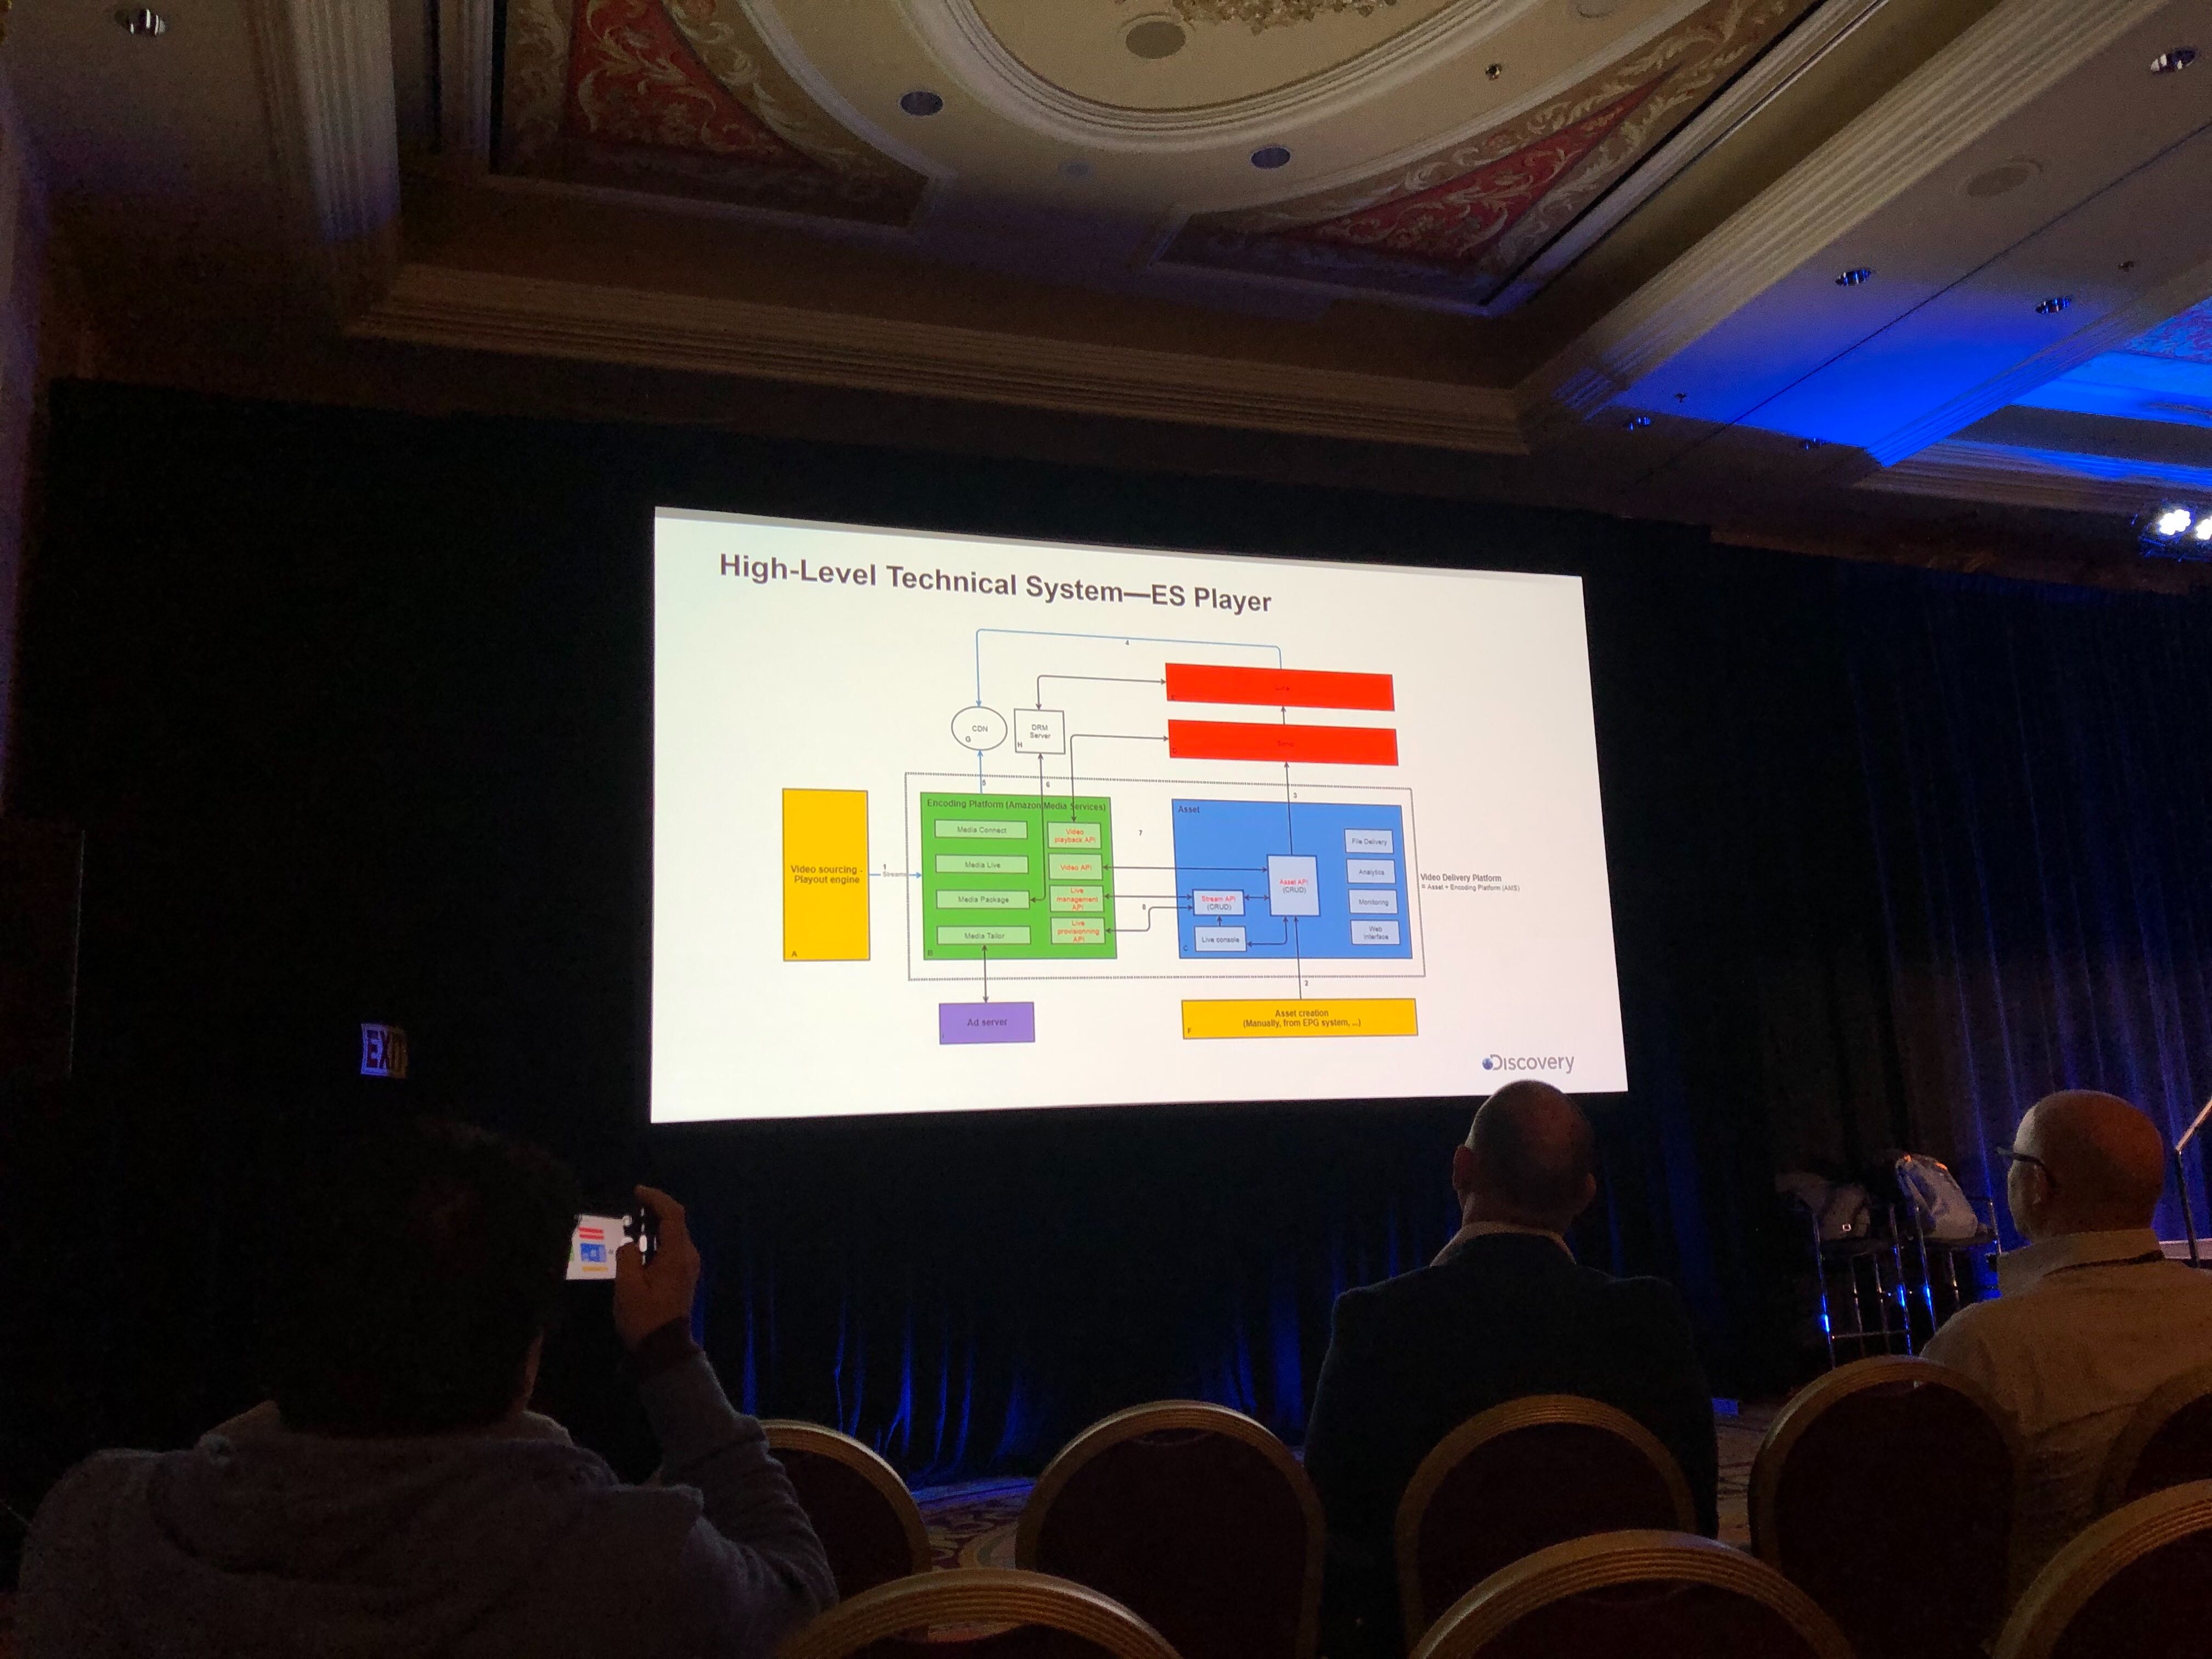 High-Level Technical System—ES Player
4
CDN
G
DRM
Server
H
5
6
3
Encoding Platform (Amazon Media Services)
Media Connect
Media Live
Media Package
Media Tailor
B
Video
playback API
Video API
Live
management
API
Live
provisionning
API
7
8
Asset
File Delivery
Analytics
Monitoring
Web
Interface
Asset API
(CRUD)
Stream API
(CRUD)
Live console
C
Video sourcing -
Playout engine
A
1
Streams
Video Delivery Platform
= Asset + Encoding Platform (AMS)
2
Ad server
Asset creation
(Manually, from EPG system, ...)
F
Discovery
EXIT